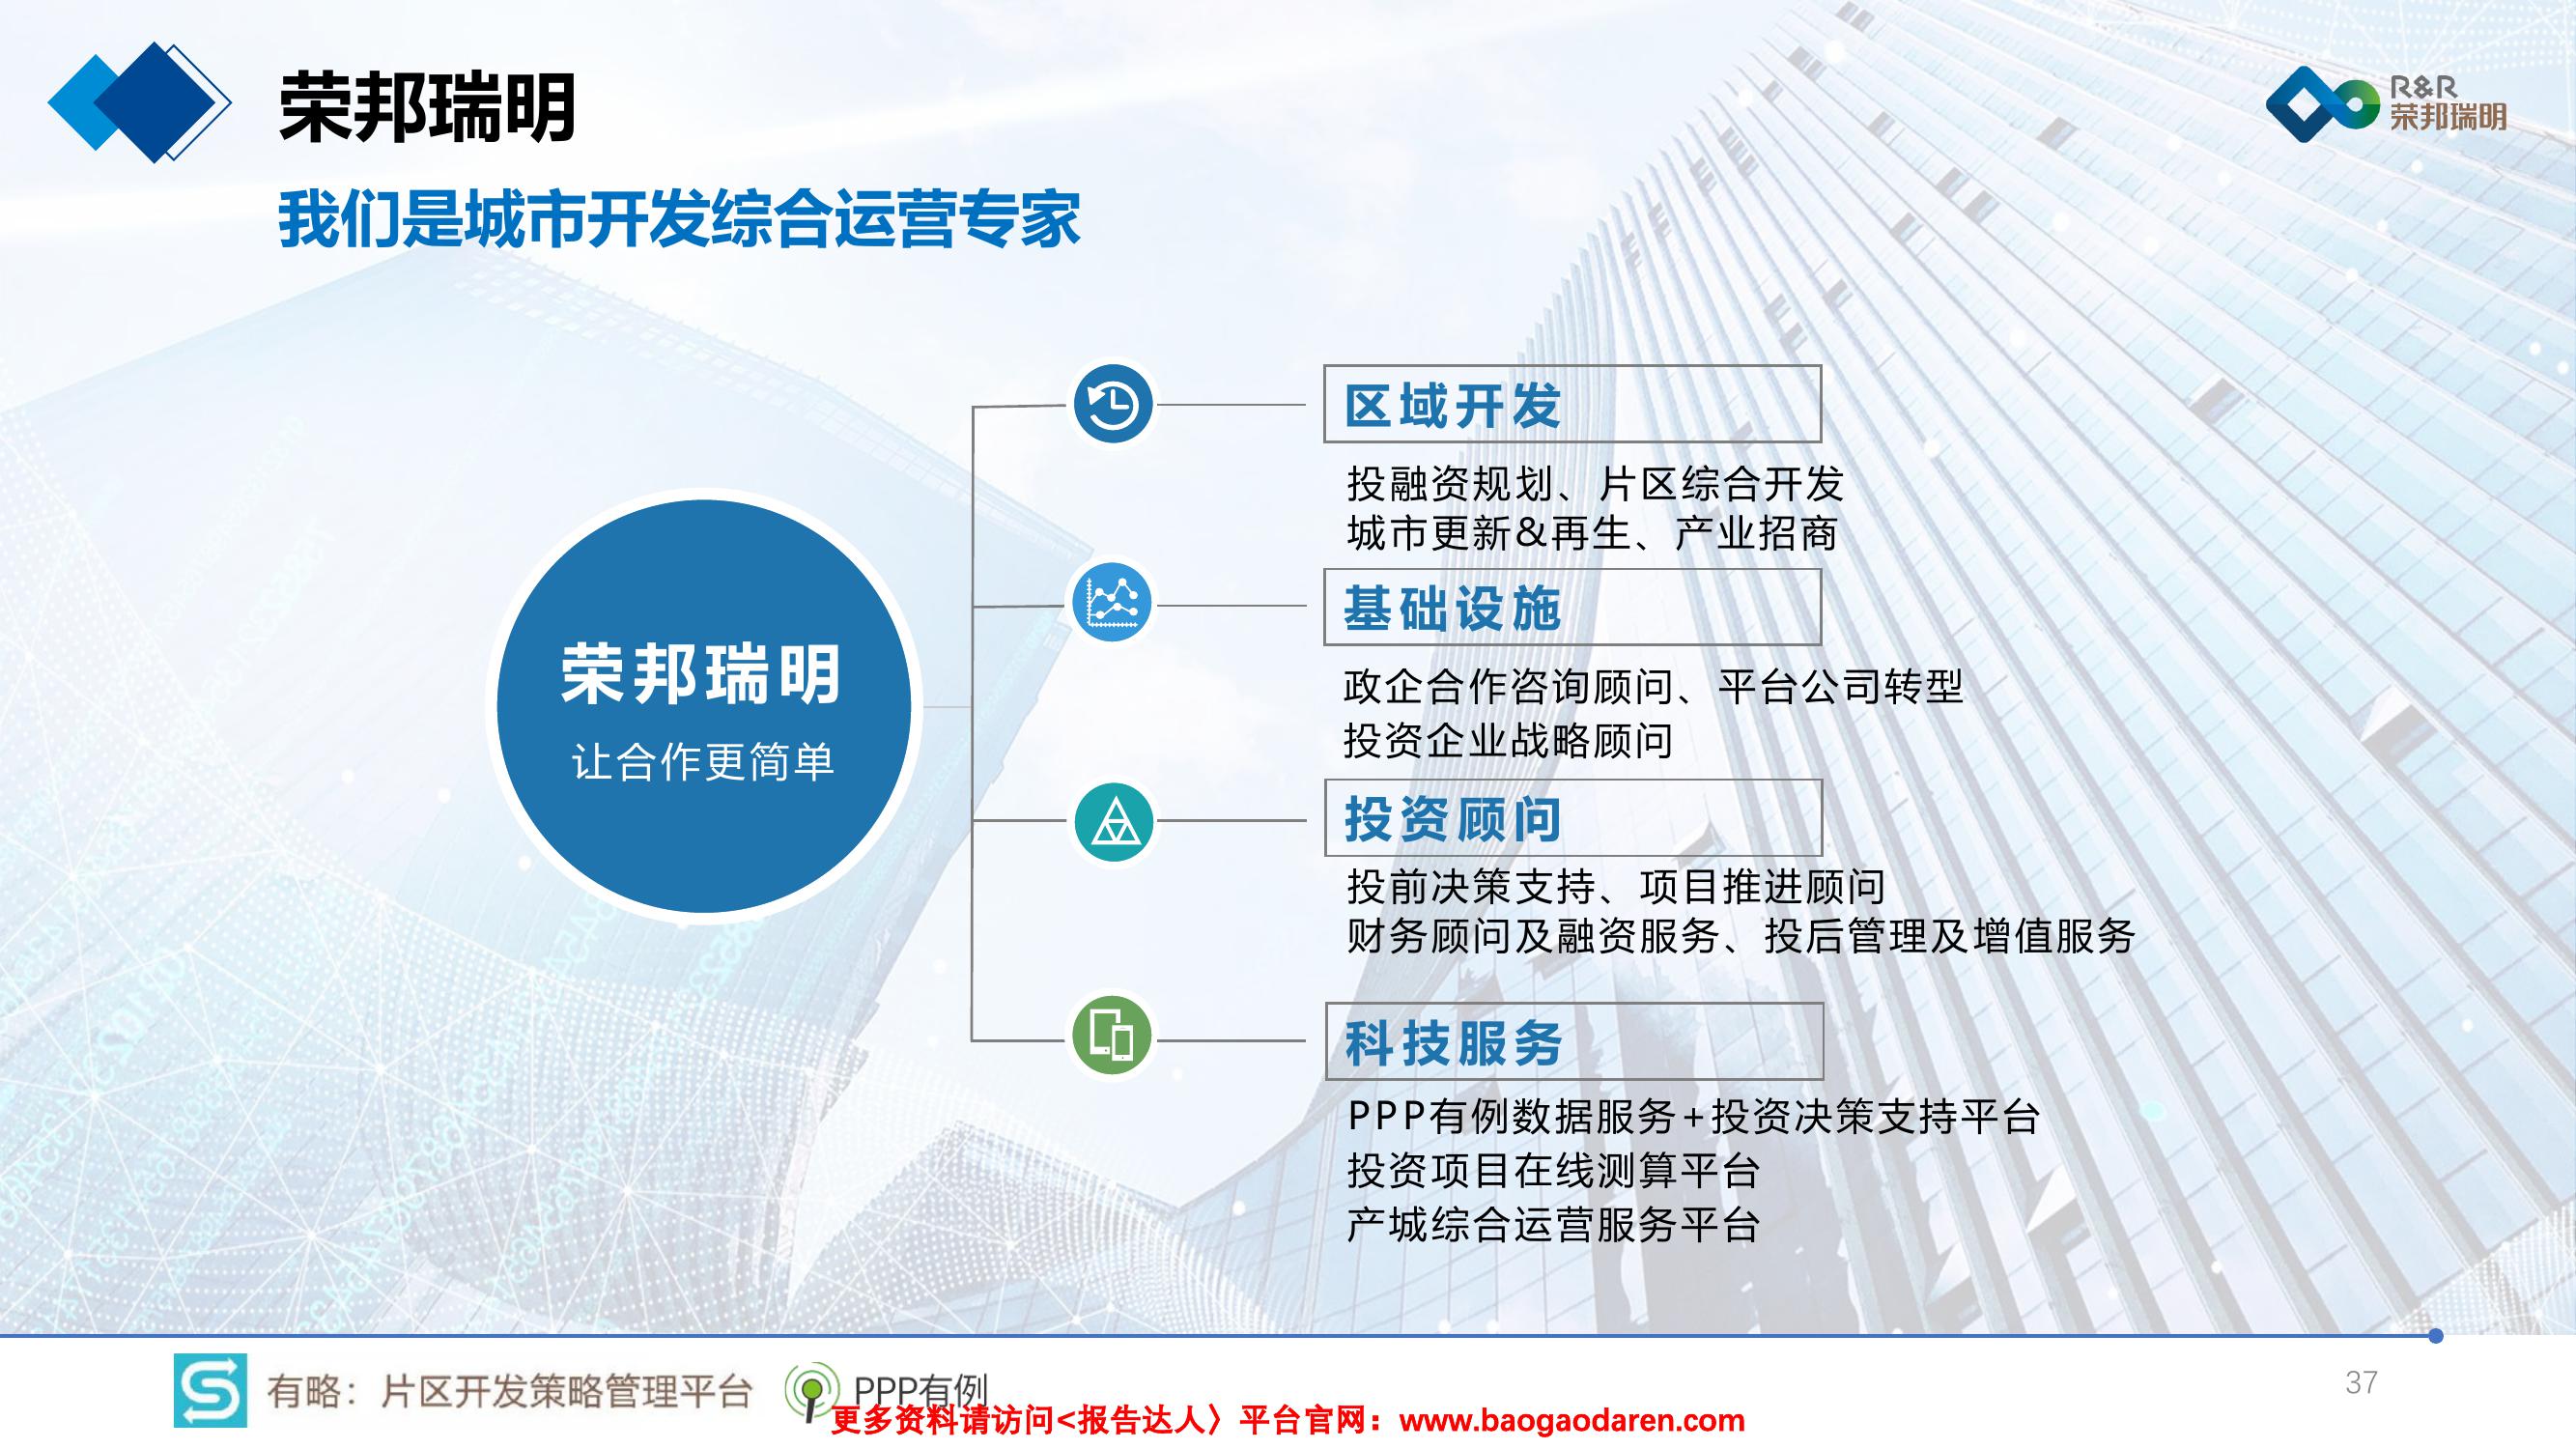 荣邦瑞明
R&R
荣邦瑞明
我们是城市开发综合运营专家
荣邦瑞明
让合作更简单
区域开发
投融资规划、片区综合开发
城市更新&再生、产业招商
基础设施
政企合作咨询顾问、平台公司转型
投资企业战略顾问
投资顾问
投前决策支持、项目推进顾问
财务顾问及融资服务、投后管理及增值服务
科技服务
PPP有例数据服务+投资决策支持平台
投资项目在线测算平台
产城综合运营服务平台
有略：片区开发策略管理平台
PPP有例
37
更多资料请访问<报告达人〉平台官网：www.baogaodaren.com